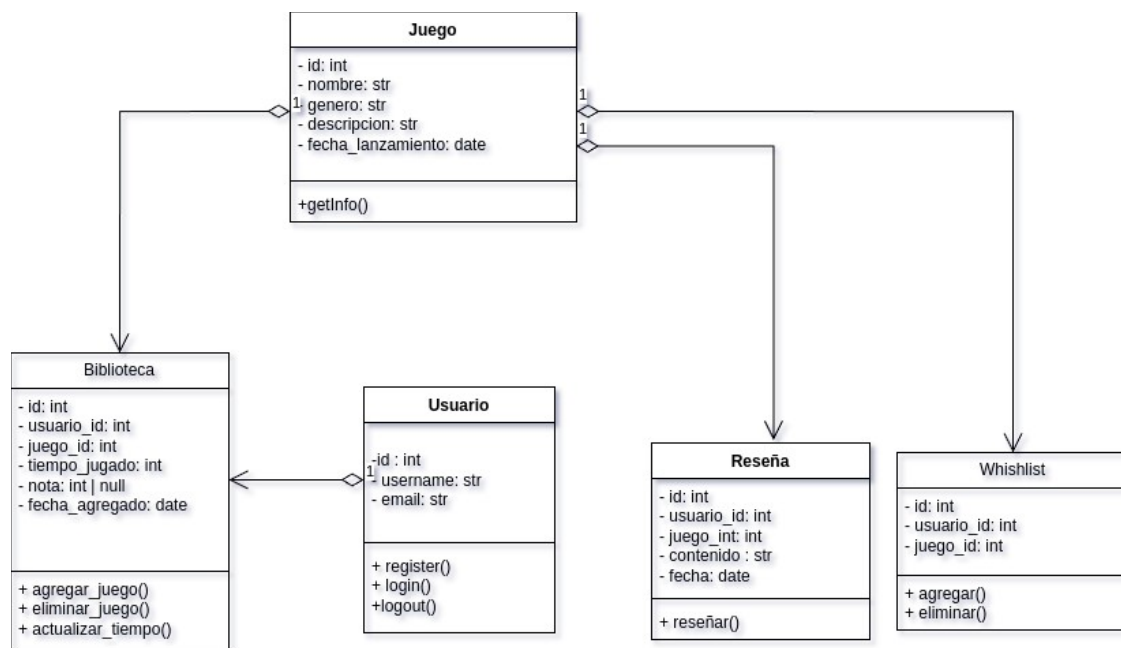 Juego
- id: int
- nombre: str
- genero: str
- descripcion: str
- fecha_lanzamiento: date
+getInfo()
1
1
1
Biblioteca
- id: int
- usuario_id: int
- juego_id: int
- tiempo_jugado: int
- nota: int | null
- fecha_agregado: date
+ agregar_juego()
+ eliminar_juego()
+ actualizar_tiempo()
Usuario
-id : int
- username: str
- email: str
+ register()
+ login()
+logout()
1
Reseña
- id: int
- usuario_id: int
- juego_int: int
- contenido : str
- fecha: date
+ reseñar()
Whishlist
- id: int
- usuario_id: int
- juego_id: int
+ agregar()
+ eliminar()